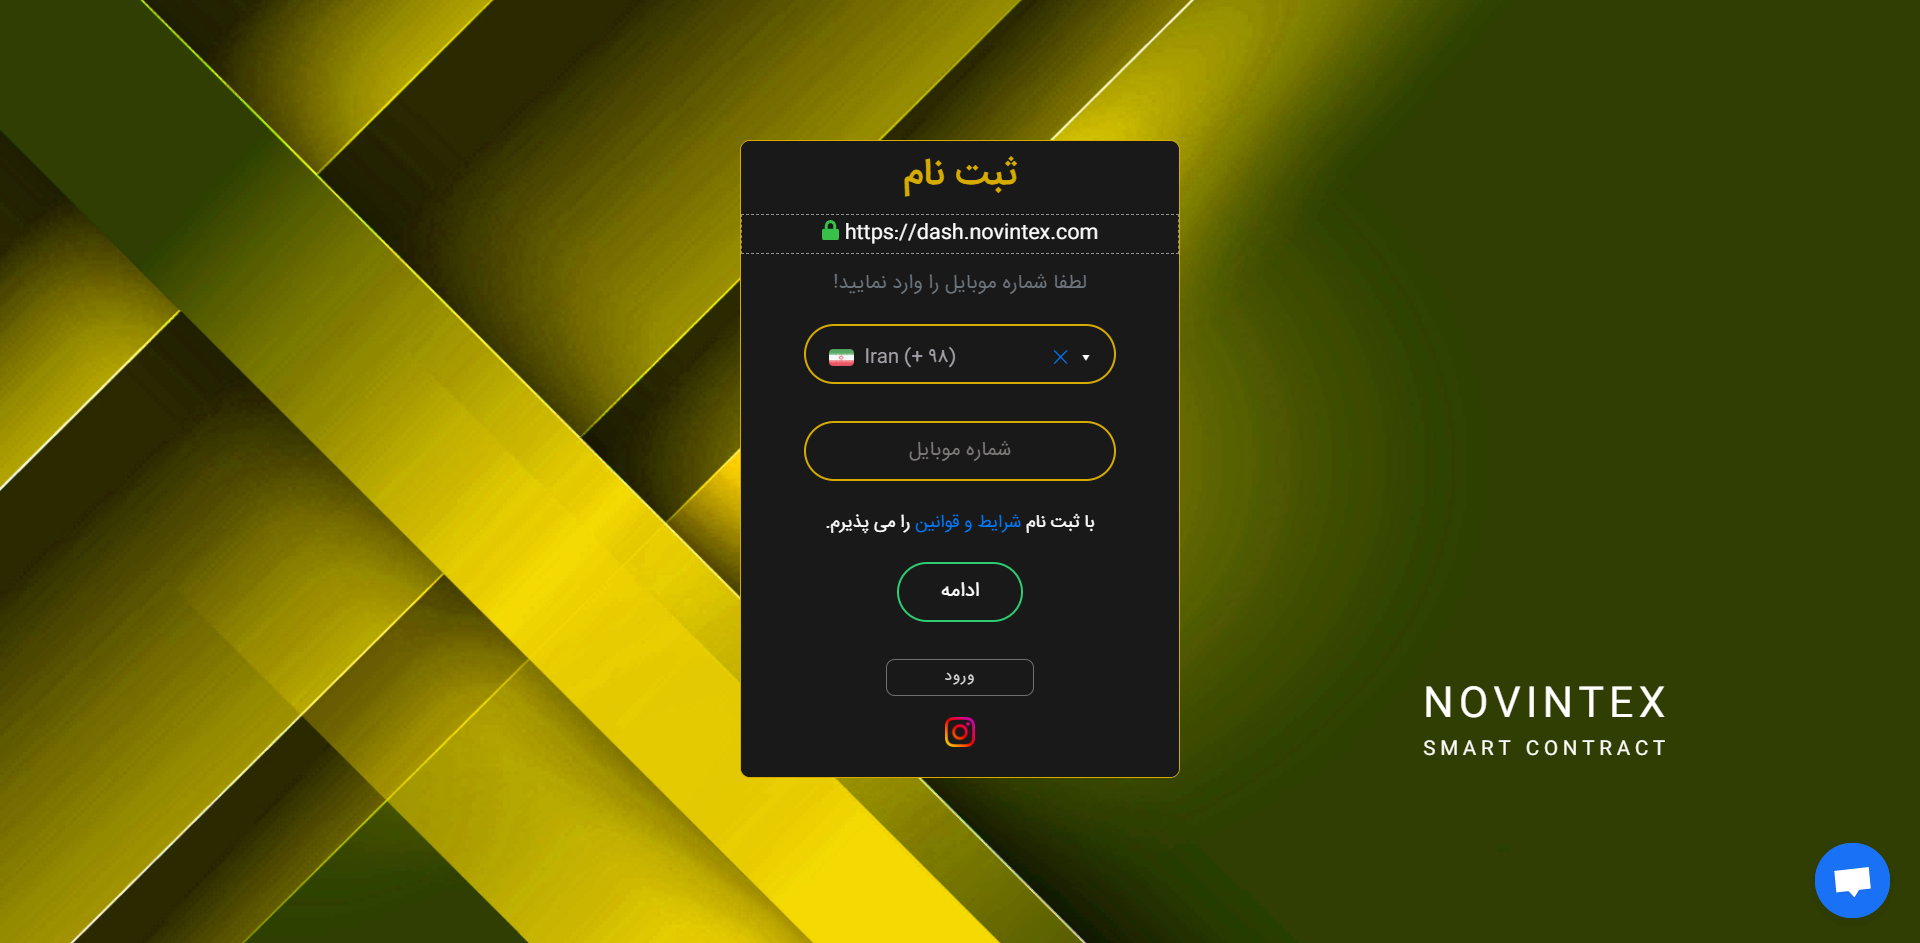 ثبت نام
https://dash.novintex.com
لطفا شماره موبایل را وارد نمایید!
Iran (+ ۹۸)
شماره موبایل
با ثبت نام شرایط و قوانین را می پذیرم.
ادامه
ورود
NOVINTEX
SMART CONTRACT